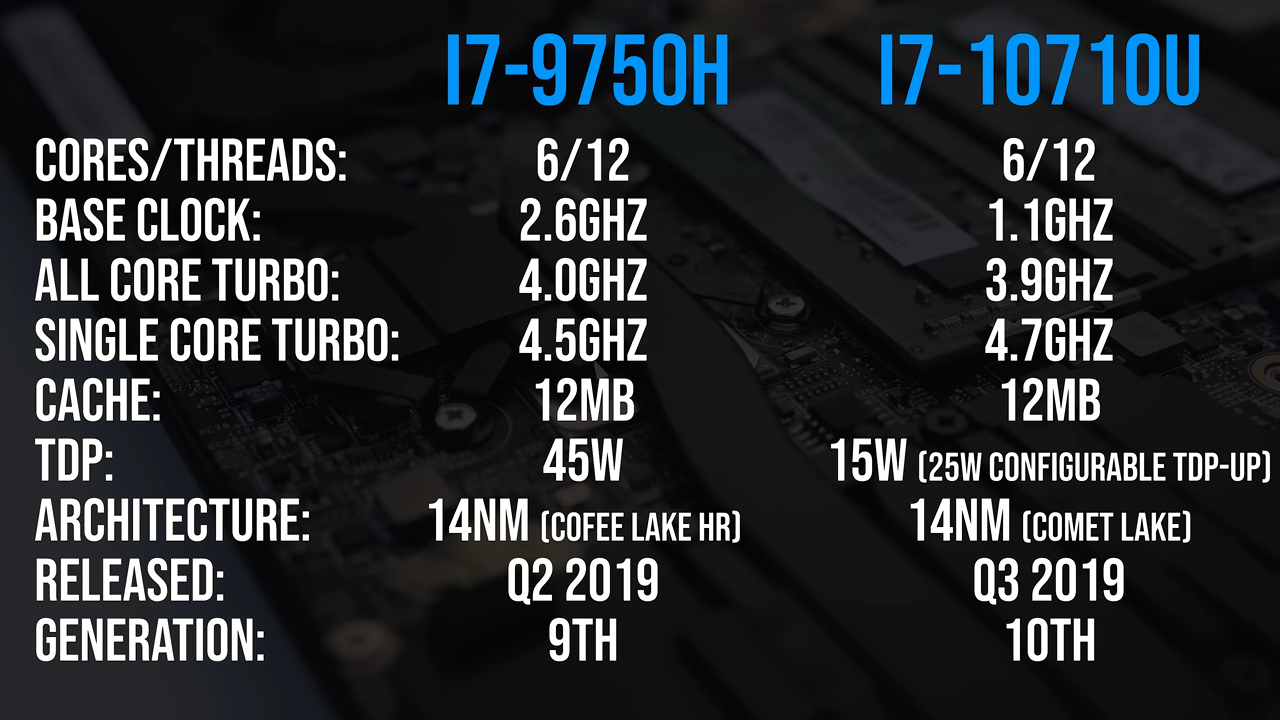 I7-9750H I7-10710U
CORES/THREADS: 6/12 6/12
BASE CLOCK: 2.6GHZ 1.1GHZ
ALL CORE TURBO: 4.0GHZ 3.9GHZ
SINGLE CORE TURBO: 4.5GHZ 4.7GHZ
CACHE: 12MB 12MB
TDP: 45W 15W (25W CONFIGURABLE TDP-UP)
ARCHITECTURE: 14NM (COFEE LAKE HR) 14NM (COMET LAKE)
RELEASED: Q2 2019 Q3 2019
GENERATION: 9TH 10TH